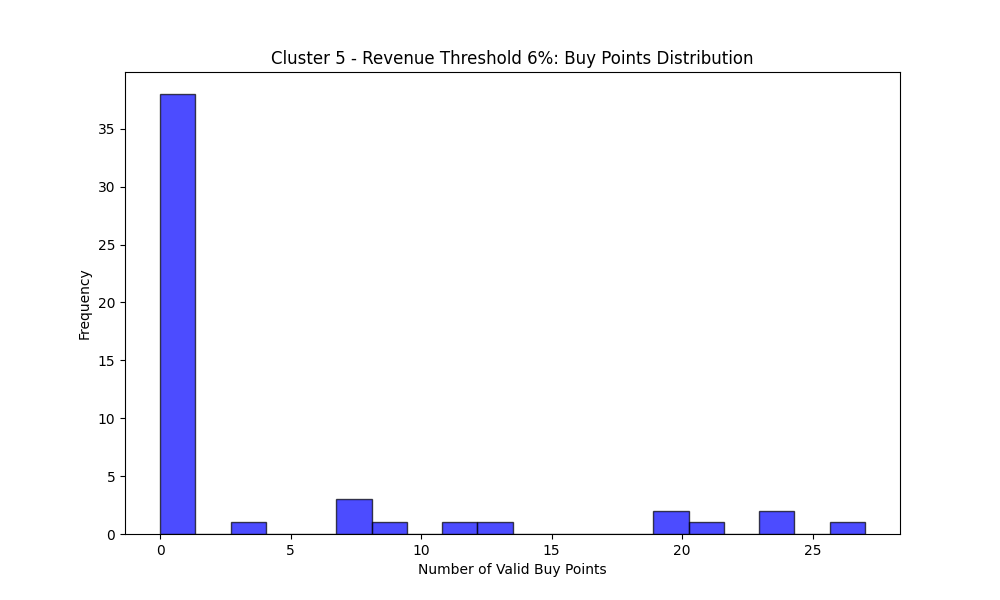 Cluster 5 - Revenue Threshold 6%: Buy Points Distribution
Frequency
35
30
25
20
15
10
5
0
0 5 10 15 20 25
Number of Valid Buy Points